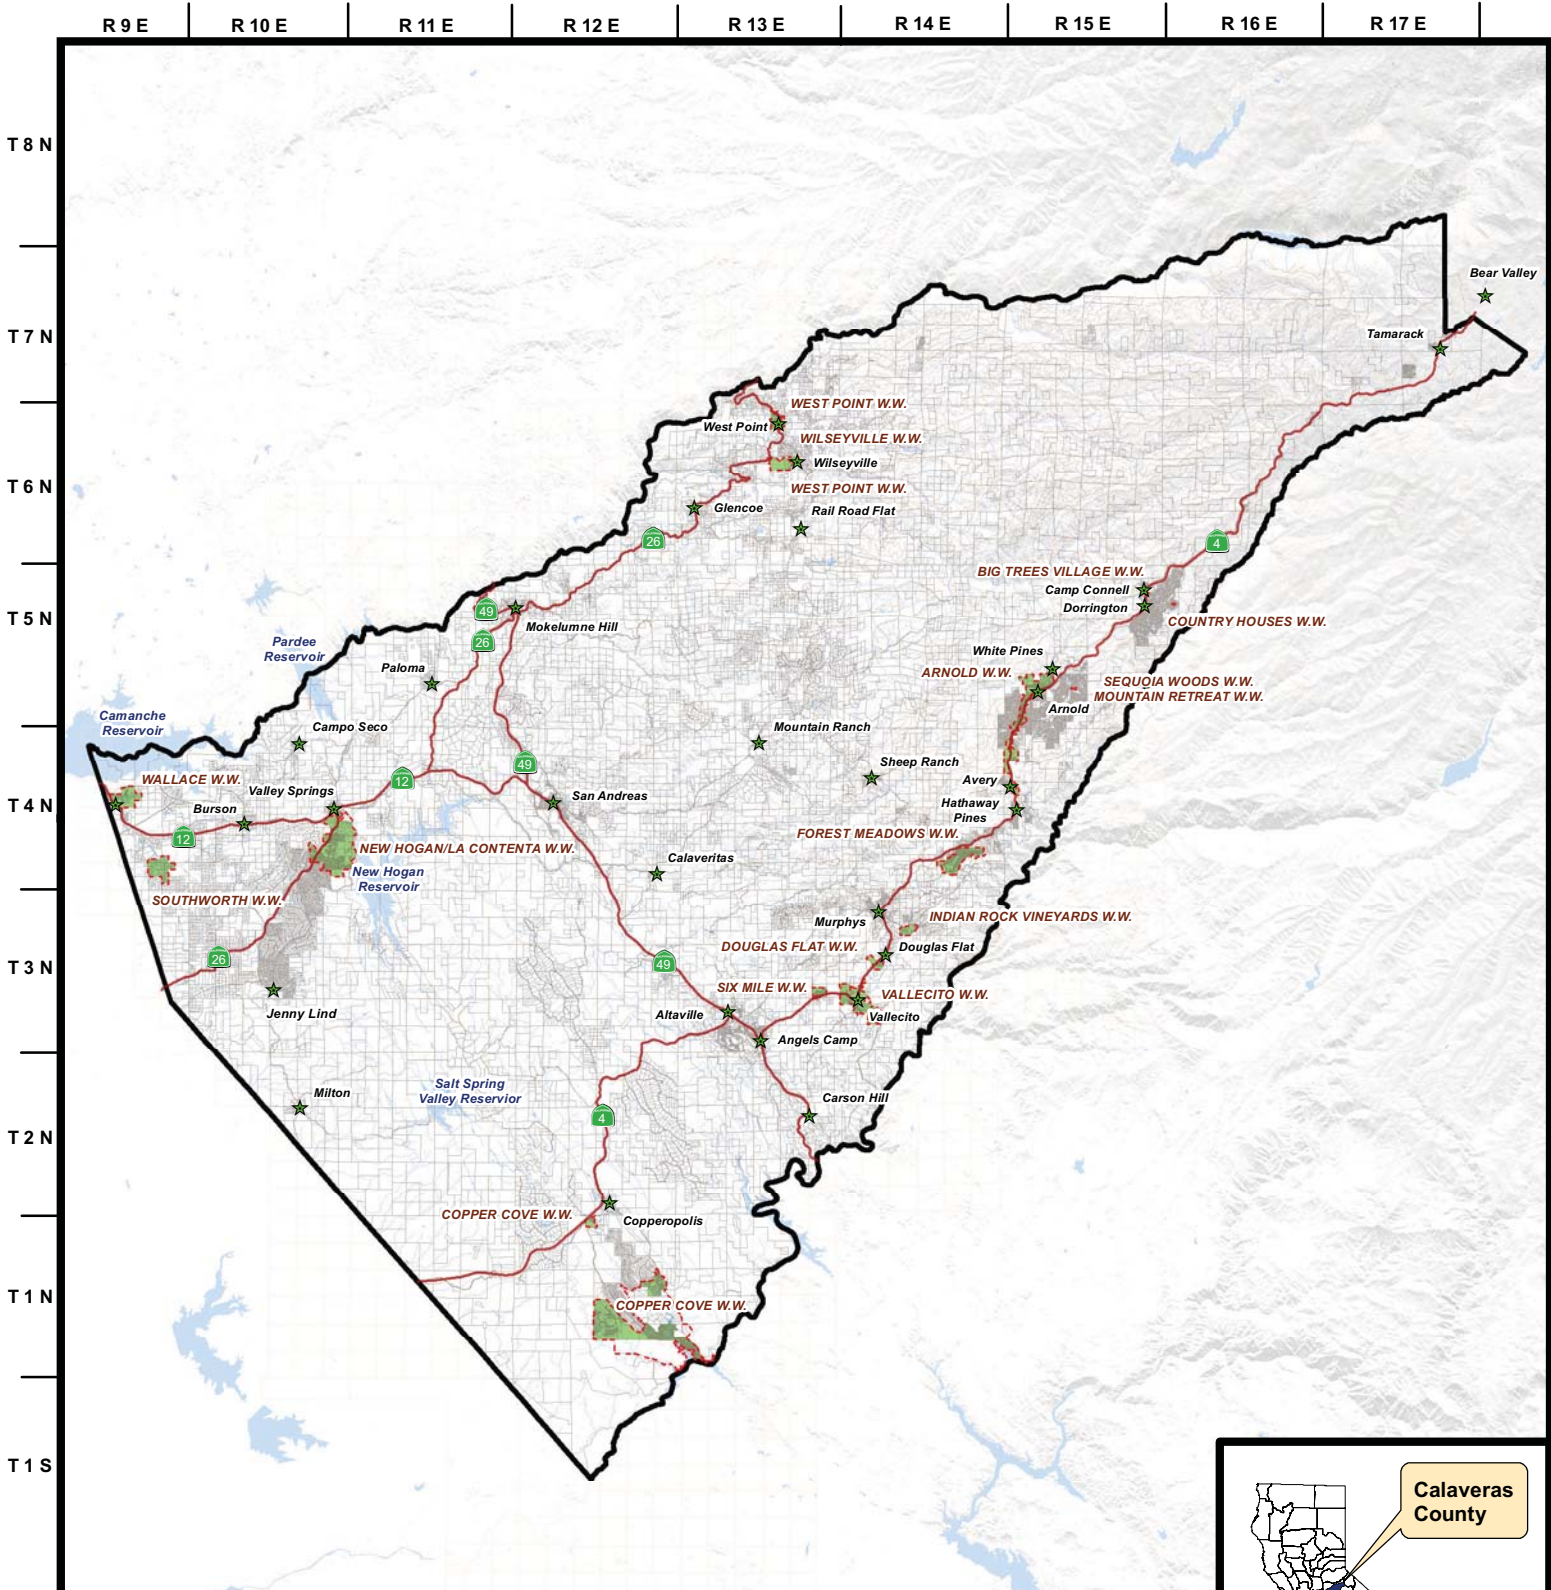 R 9 E
R 10 E
R 11 E
R 12 E
R 13 E
R 14 E
R 15 E
R 16 E
R 17 E
T 8 N
T 7 N
T 6 N
T 5 N
T 4 N
T 3 N
T 2 N
T 1 N
T 1 S
Bear Valley
Tamarack
WEST POINT W.W.
West Point
WILSEYVILLE W.W.
Wilseyville
WEST POINT W.W.
Glencoe
Rail Road Flat
26
4
BIG TREES VILLAGE W.W.
Camp Connell
Dorrington
COUNTRY HOUSES W.W.
49
Mokelumne Hill
26
Pardee
Reservoir
Paloma
White Pines
ARNOLD W.W.
SEQUOIA WOODS W.W.
MOUNTAIN RETREAT W.W.
Arnold
Camanche
Reservoir
Campo Seco
Mountain Ranch
49
12
Sheep Ranch
WALLACE W.W.
Valley Springs
Burson
San Andreas
Avery
Hathaway
Pines
12
FOREST MEADOWS W.W.
NEW HOGAN/LA CONTENTA W.W.
New Hogan
Reservoir
Calaveritas
SOUTHWORTH W.W.
Murphys
INDIAN ROCK VINEYARDS W.W.
DOUGLAS FLAT W.W.
Douglas Flat
26
49
SIX MILE W.W.
VALLECITO W.W.
Vallecito
Jenny Lind
Altaville
Angels Camp
Milton
Salt Spring
Valley Reservior
Carson Hill
4
COPPER COVE W.W.
Copperopolis
COPPER COVE W.W.
Calaveras
County